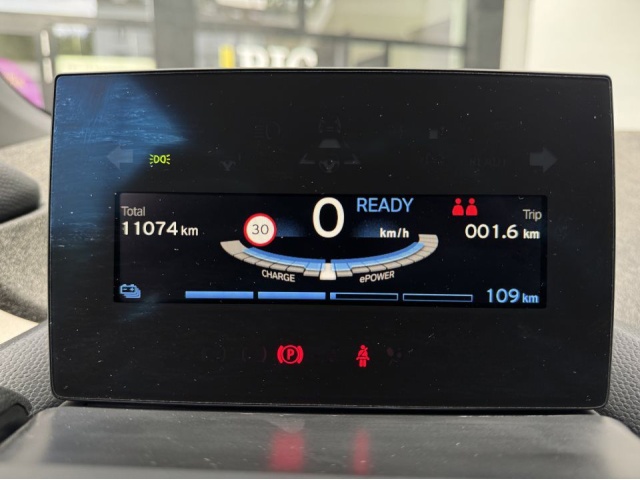 READY
Total
30
0
Trip
11074 km
km/h
001.6 km
CHARGE
ePOWER
109 km
P